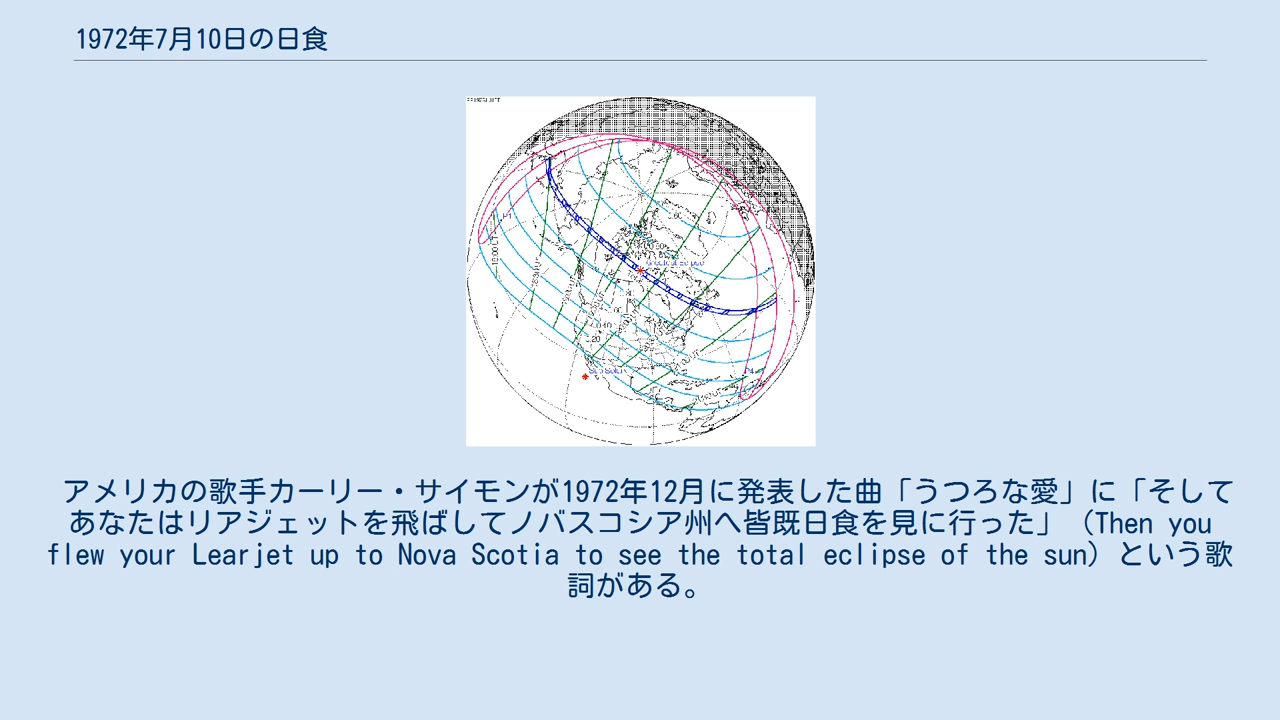 1972年7月10日の日食
Greatest Eclipse
Sub Solar
アメリカの歌手カーリー・サイモンが1972年12月に発表した曲「うつろな愛」に「そして
あなたはリアジェットを飛ばしてノバスコシア州へ皆既日食を見に行った」（Then you
flew your Learjet up to Nova Scotia to see the total eclipse of the sun）という歌
詞がある。